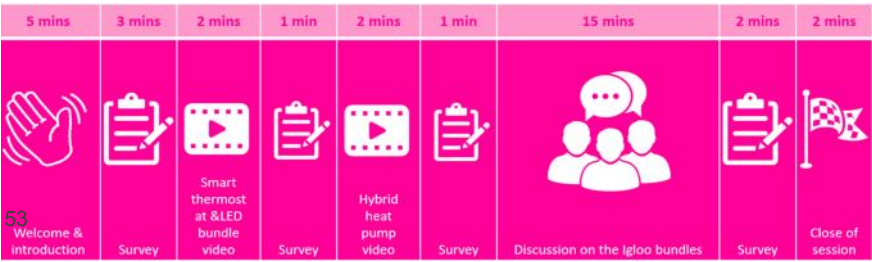 5 mins
3 mins
2 mins
1 min
2 mins
1 min
15 mins
2 mins
2 mins
53
Welcome &
introduction
Survey
Smart
thermost
at &LED
bundle
video
Survey
Hybrid
heat
pump
video
Survey
Discussion on the Igloo bundles
Survey
Close of
session